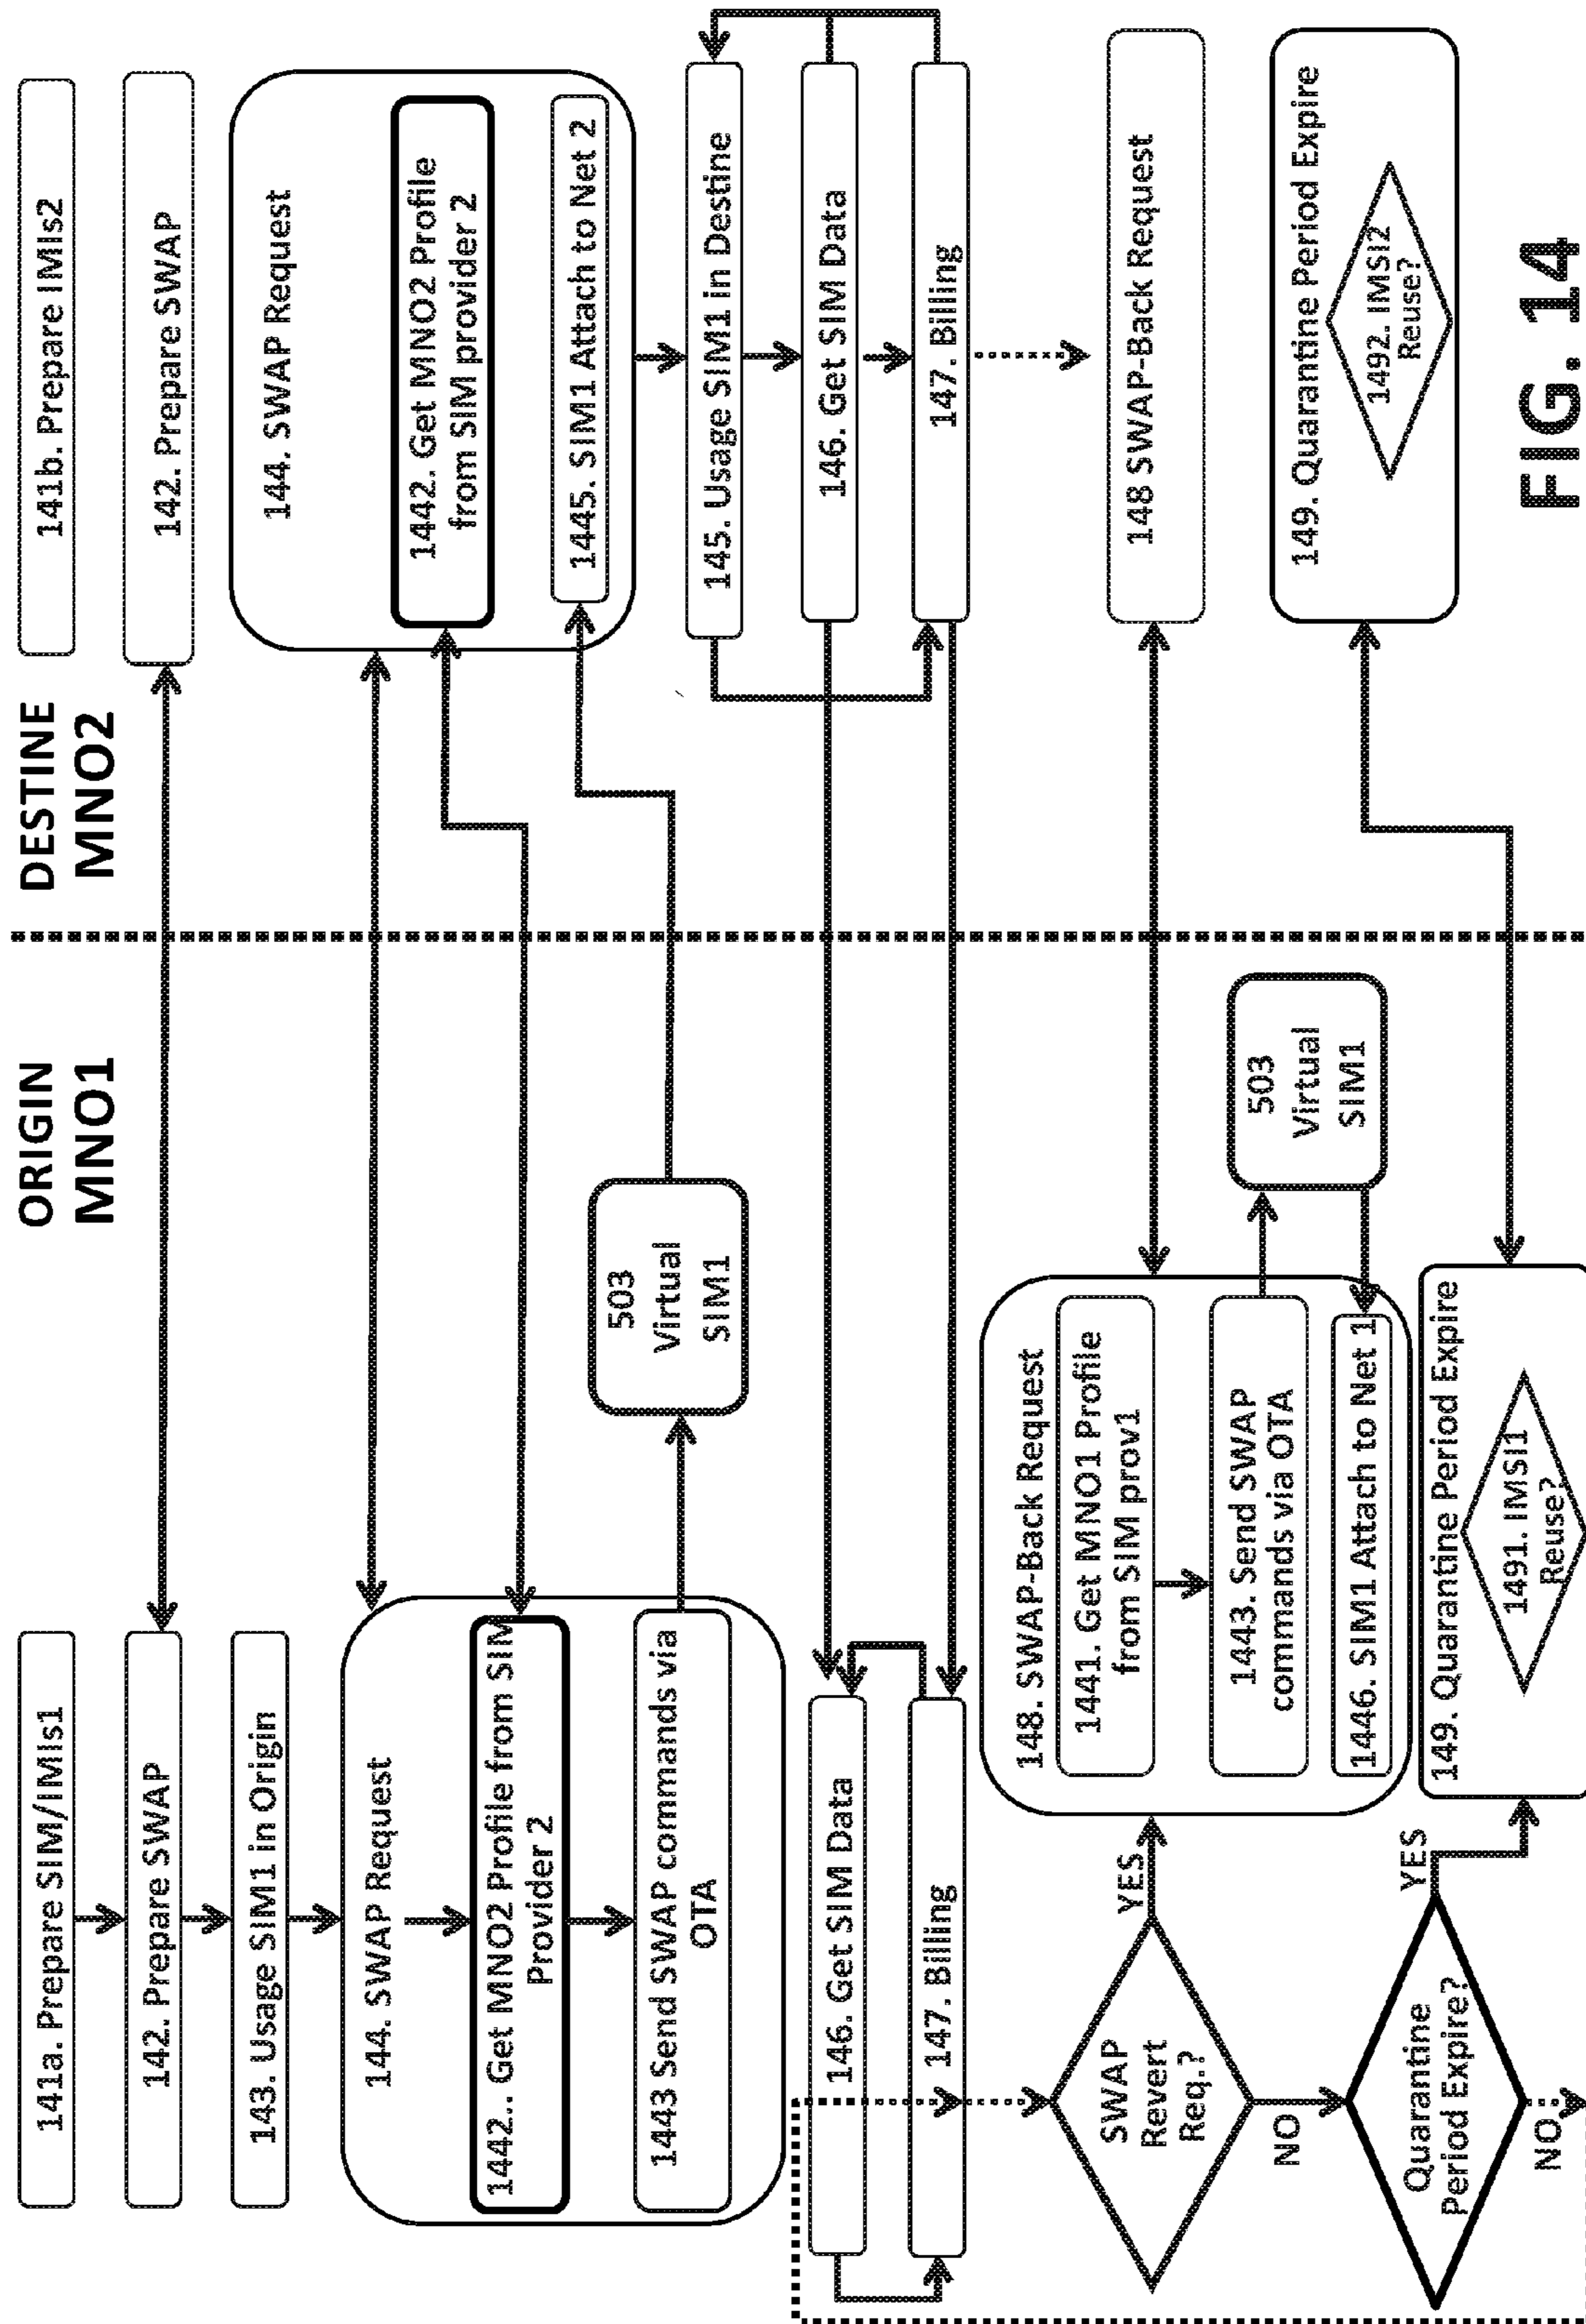 ORIGIN
MNO1
DESTINE
MNO2
141a. Prepare SIM/IMIs1
141b. Prepare IMIs2
142. Prepare SWAP
142. Prepare SWAP
143. Usage SIM1 in Origin
144. SWAP Request
144. SWAP Request
1442.. Get MNO2 Profile from SIM
Provider 2
1442. Get MNO2 Profile
from SIM provider 2
1443 Send SWAP commands via
OTA
503
Virtual
SIM1
1445. SIM1 Attach to Net 2
145. Usage SIM1 in Destine
146. Get SIM Data
146. Get SIM Data
147. Billing
147. Billing
SWAP
Revert
Req.?
YES
NO
148. SWAP-Back Request
1441. Get MNO1 Profile
from SIM prov1
1443. Send SWAP
commands via OTA
1446. SIM1 Attach to Net 1
503
Virtual
SIM1
148 SWAP-Back Request
Quarantine
Period Expire?
YES
NO
149. Quarantine Period Expire
1491. IMSI1
Reuse?
149. Quarantine Period Expire
1492. IMSI2
Reuse?
FIG. 14